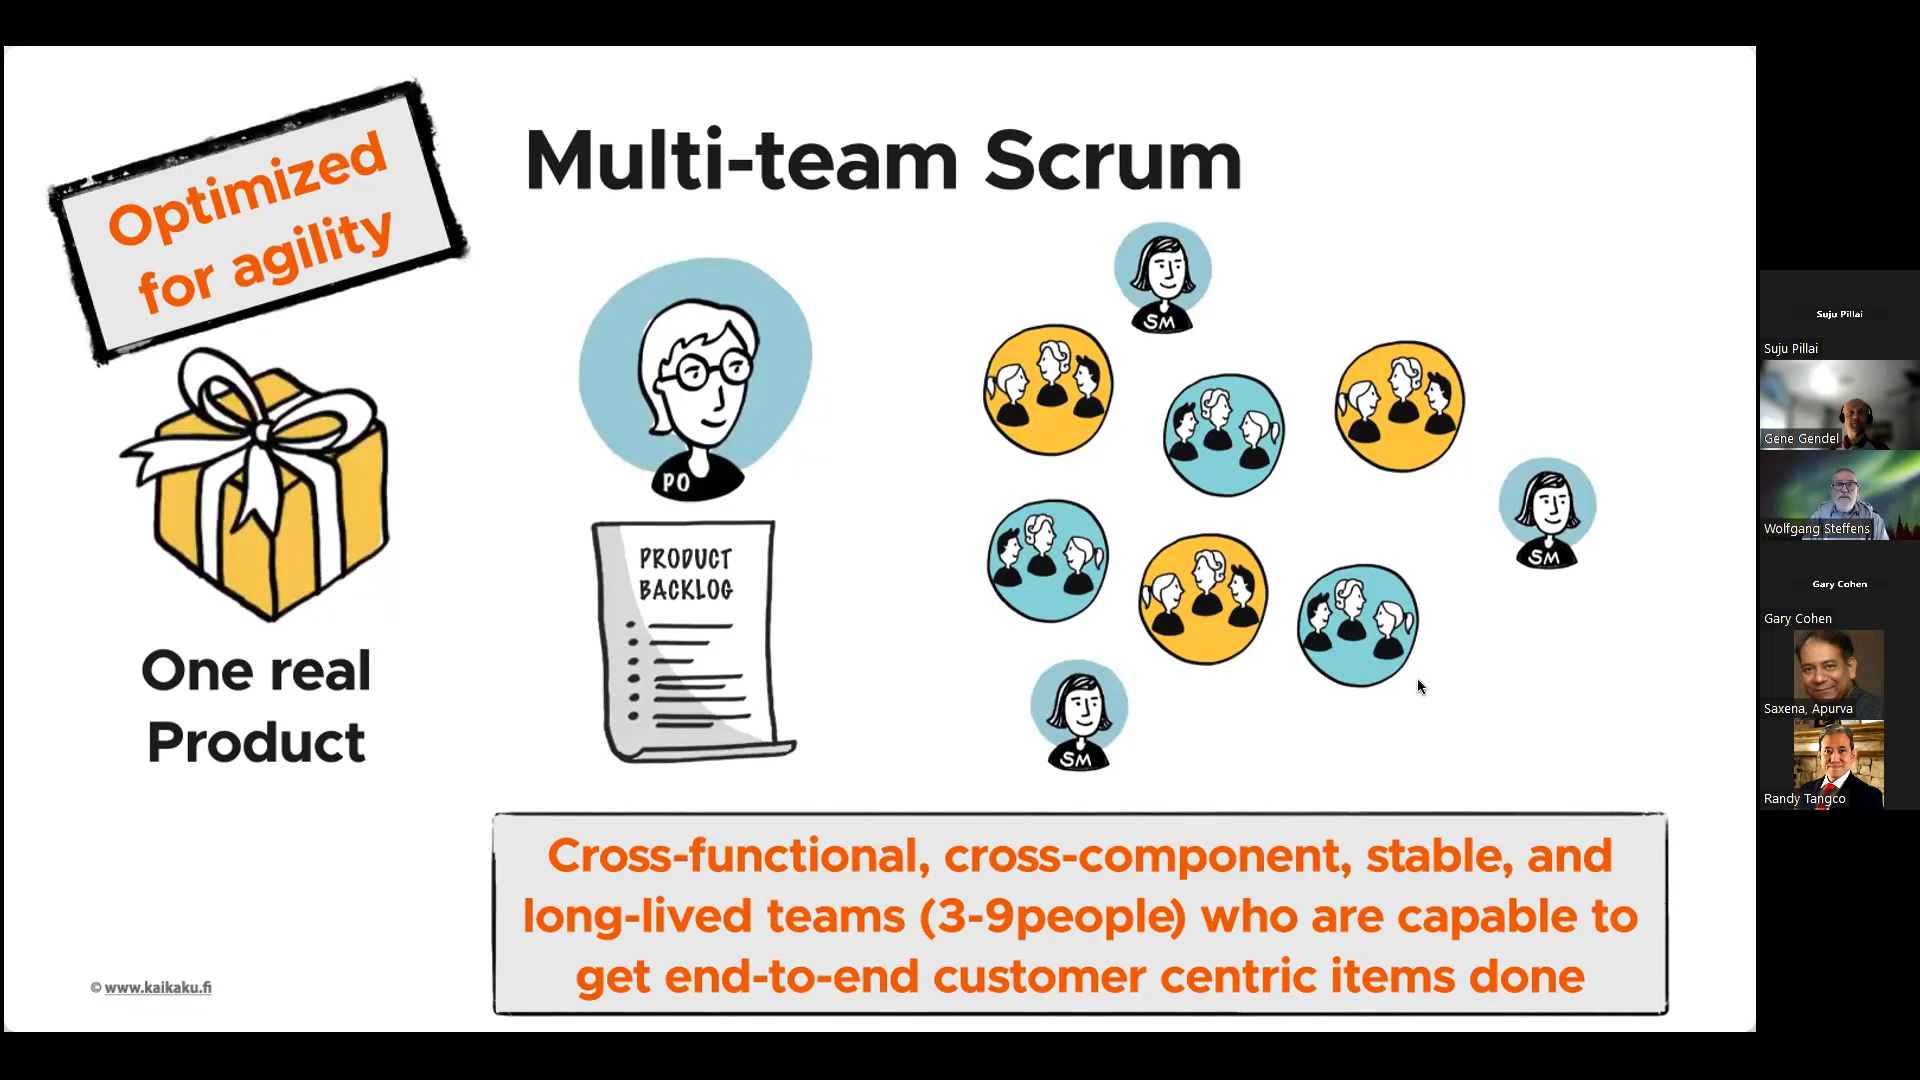 Optimized
for agility
Multi-team Scrum
SM
PO
SM
PRODUCT
BACKLOG
SM
One real
Product
Cross-functional, cross-component, stable, and
long-lived teams (3-9people) who are capable to
get end-to-end customer centric items done
© www.kaikaku.fi
Suju Pillai
Suju Pillai
Gene Gendel
Wolfgang Steffens
Gary Cohen
Gary Cohen
Saxena, Apurva
Randy Tangco